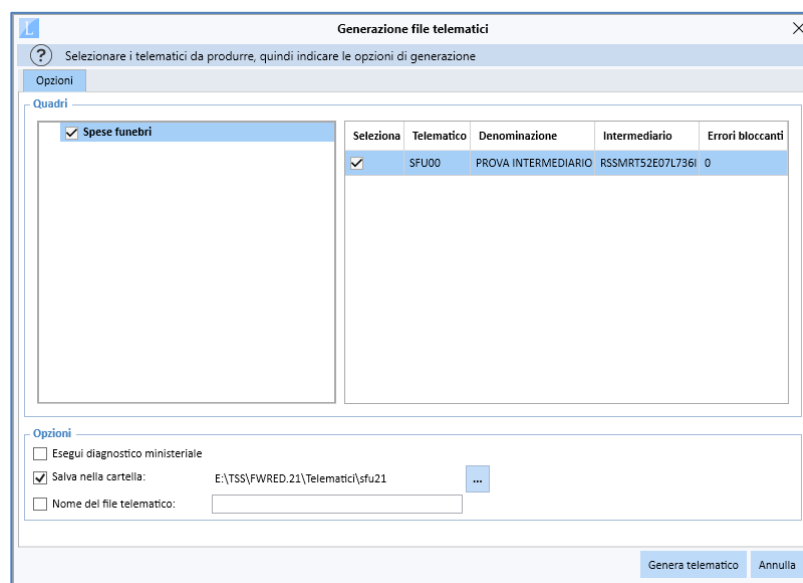 L
Generazione file telematici
?
Selezionare i telematici da produrre, quindi indicare le opzioni di generazione
Opzioni
Quadri
Spese funebri
Seleziona Telematico Denominazione Intermediario Errori bloccanti
SFU00 PROVA INTERMEDIARIO RSSMRT52E07L736I 0
Opzioni
Esegui diagnostico ministeriale
Salva nella cartella: E:\TSS\FWRED.21\Telematici\sfu21 ...
Nome del file telematico:
Genera telematico Annulla